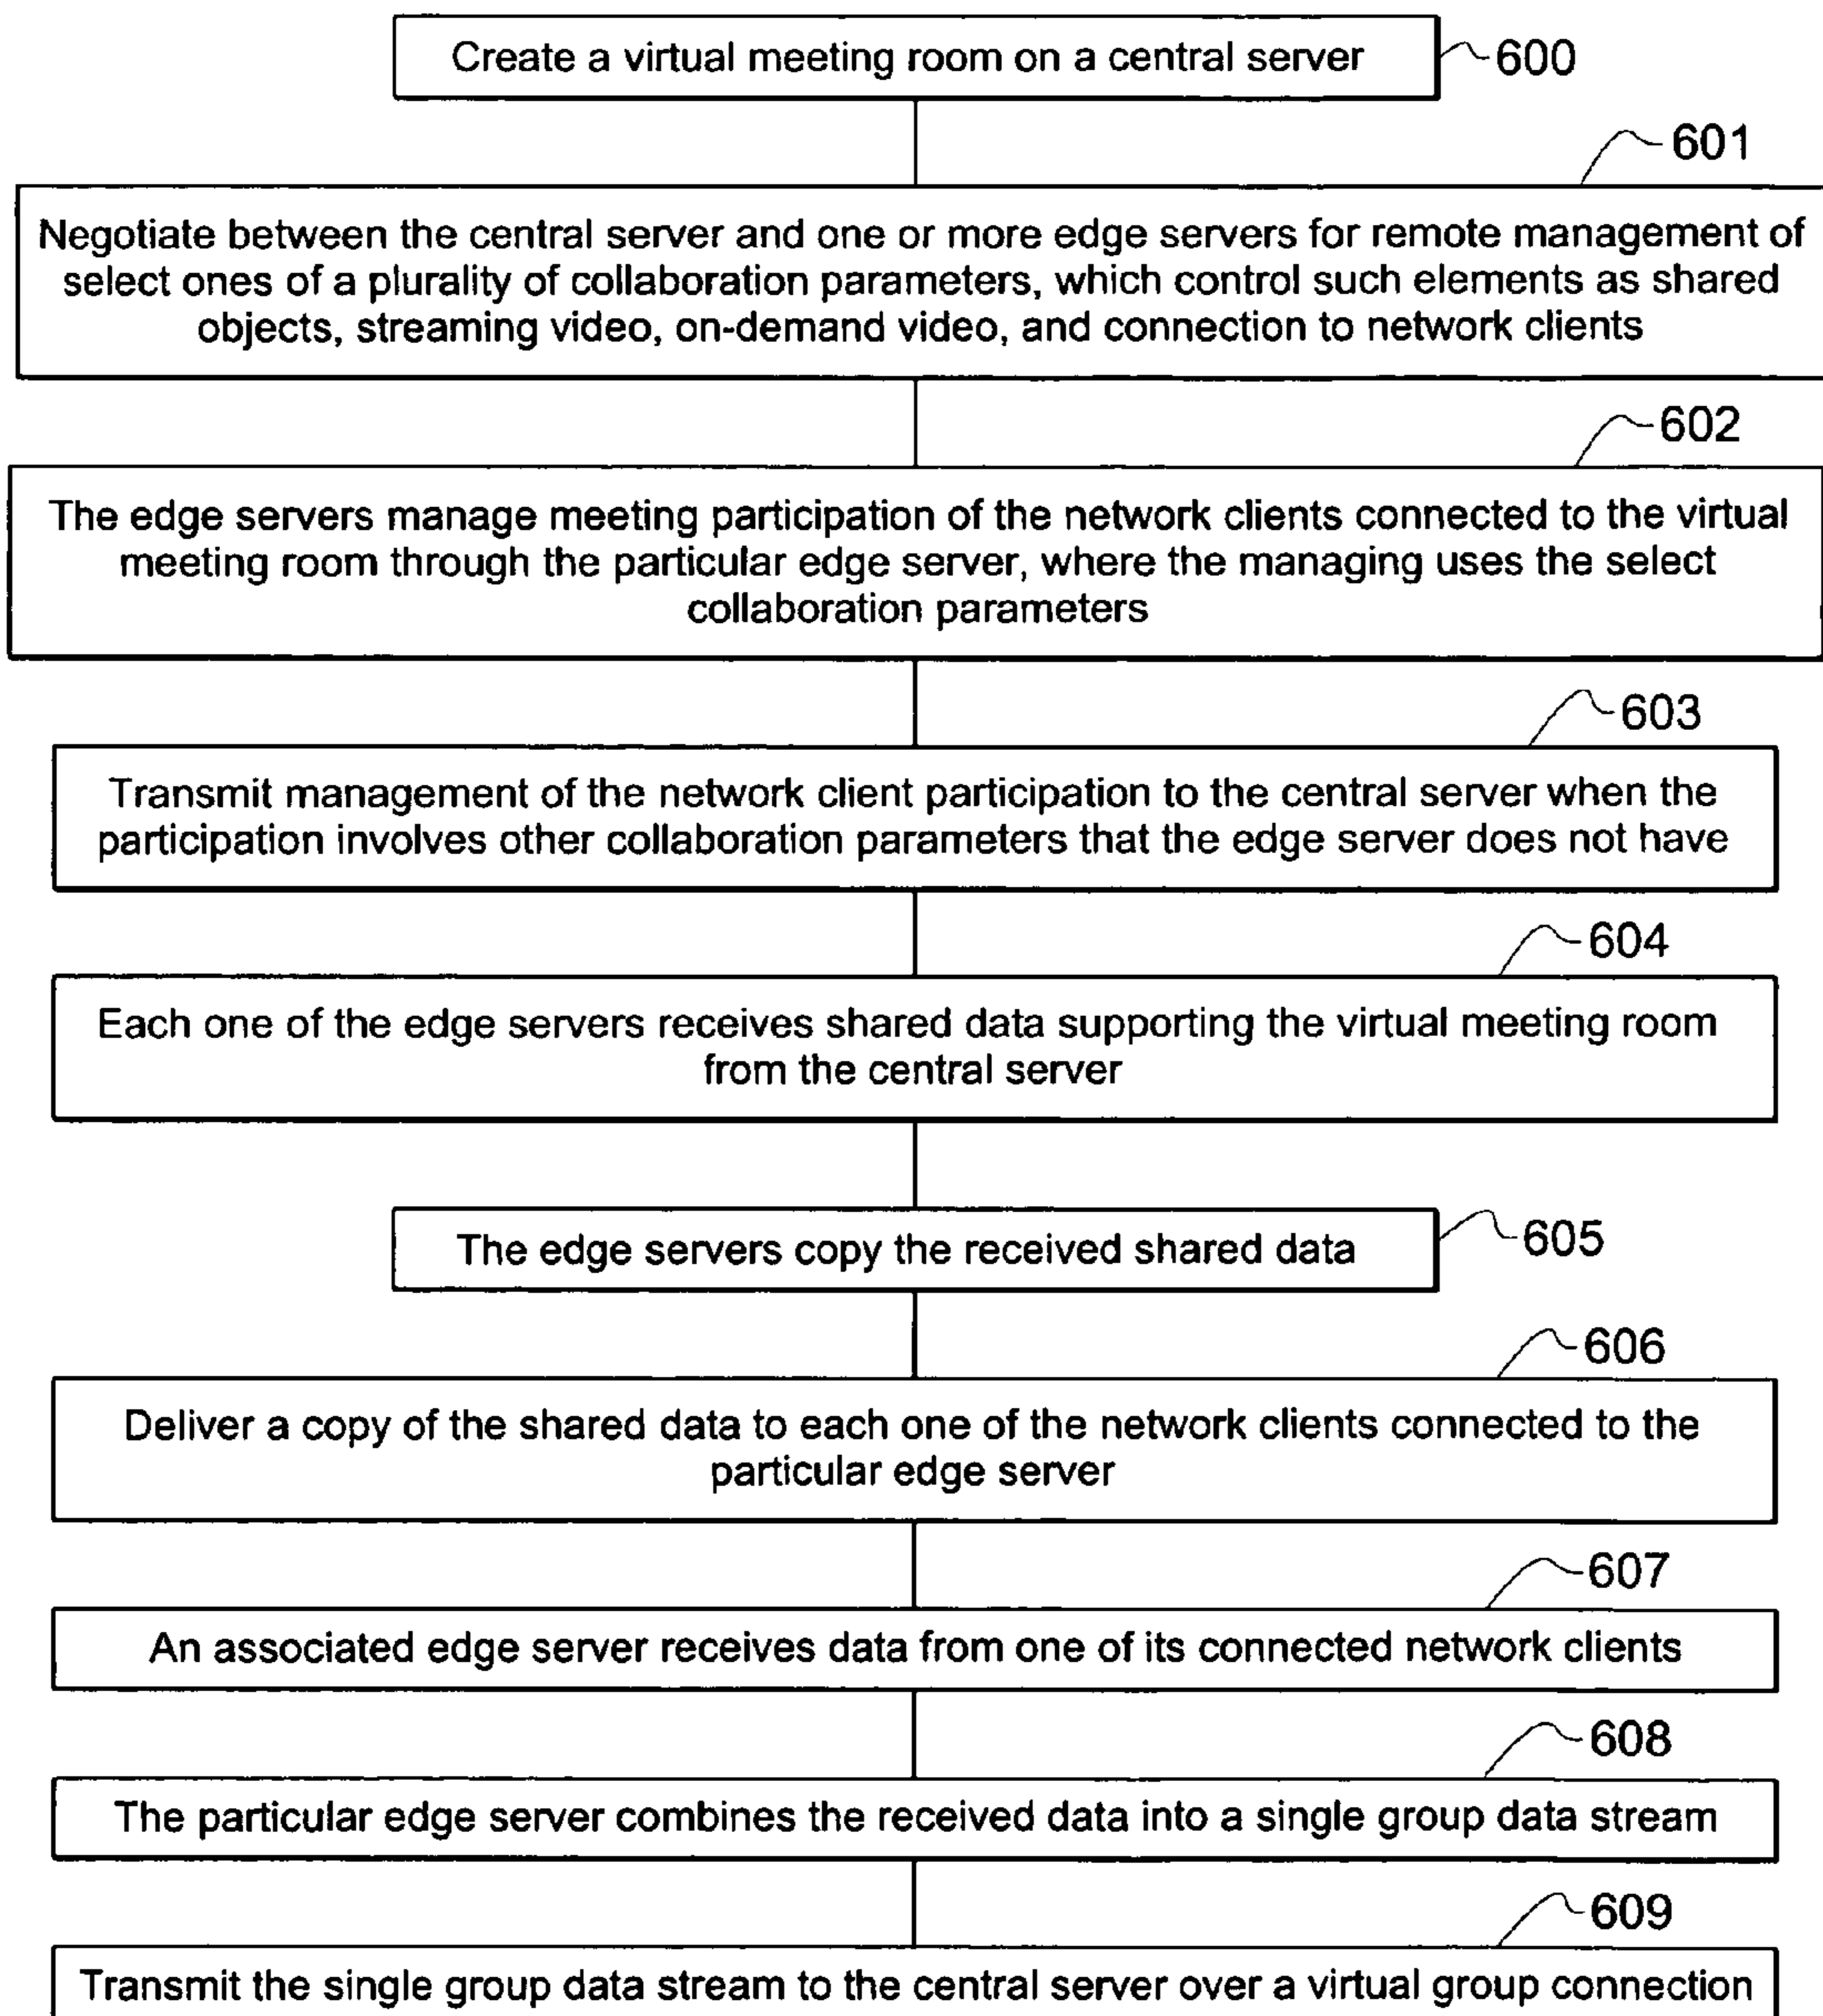 Create a virtual meeting room on a central server
600
601
Negotiate between the central server and one or more edge servers for remote management of
select ones of a plurality of collaboration parameters, which control such elements as shared
objects, streaming video, on-demand video, and connection to network clients
602
The edge servers manage meeting participation of the network clients connected to the virtual
meeting room through the particular edge server, where the managing uses the select
collaboration parameters
603
Transmit management of the network client participation to the central server when the
participation involves other collaboration parameters that the edge server does not have
604
Each one of the edge servers receives shared data supporting the virtual meeting room
from the central server
The edge servers copy the received shared data
605
606
Deliver a copy of the shared data to each one of the network clients connected to the
particular edge server
607
An associated edge server receives data from one of its connected network clients
608
The particular edge server combines the received data into a single group data stream
609
Transmit the single group data stream to the central server over a virtual group connection